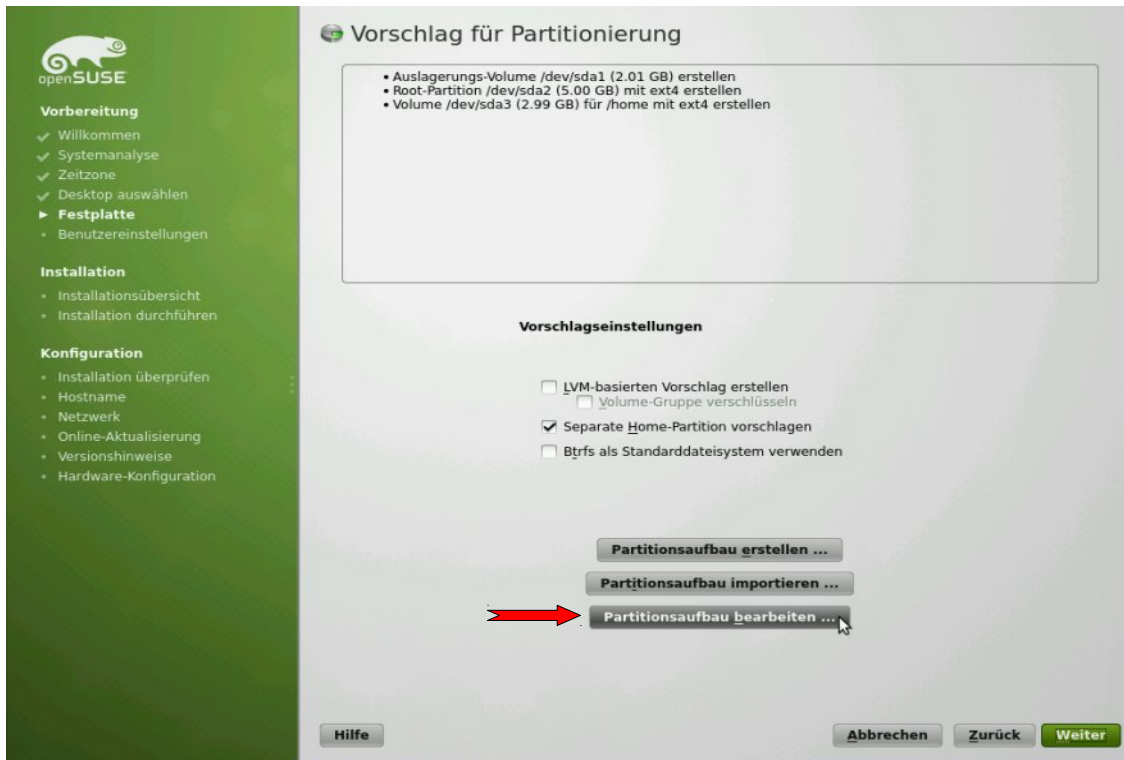 openSUSE
Vorbereitung
Willkommen
Systemanalyse
Zeitzone
Desktop auswählen
Festplatte
Benutzereinstellungen
Installation
Installationsübersicht
Installation durchführen
Konfiguration
Installation überprüfen
Hostname
Netzwerk
Online-Aktualisierung
Versionshinweise
Hardware-Konfiguration
Vorschlag für Partitionierung
• Auslagerungs-Volume /dev/sda1 (2.01 GB) erstellen
• Root-Partition /dev/sda2 (5.00 GB) mit ext4 erstellen
• Volume /dev/sda3 (2.99 GB) für /home mit ext4 erstellen
Vorschlagseinstellungen
LVM-basierten Vorschlag erstellen
Volume-Gruppe verschlüsseln
Separate Home-Partition vorschlagen
Btrfs als Standarddateisystem verwenden
Partitionsaufbau erstellen ...
Partitionsaufbau importieren ...
Partitionsaufbau bearbeiten ...
Hilfe
Abbrechen
Zurück
Weiter